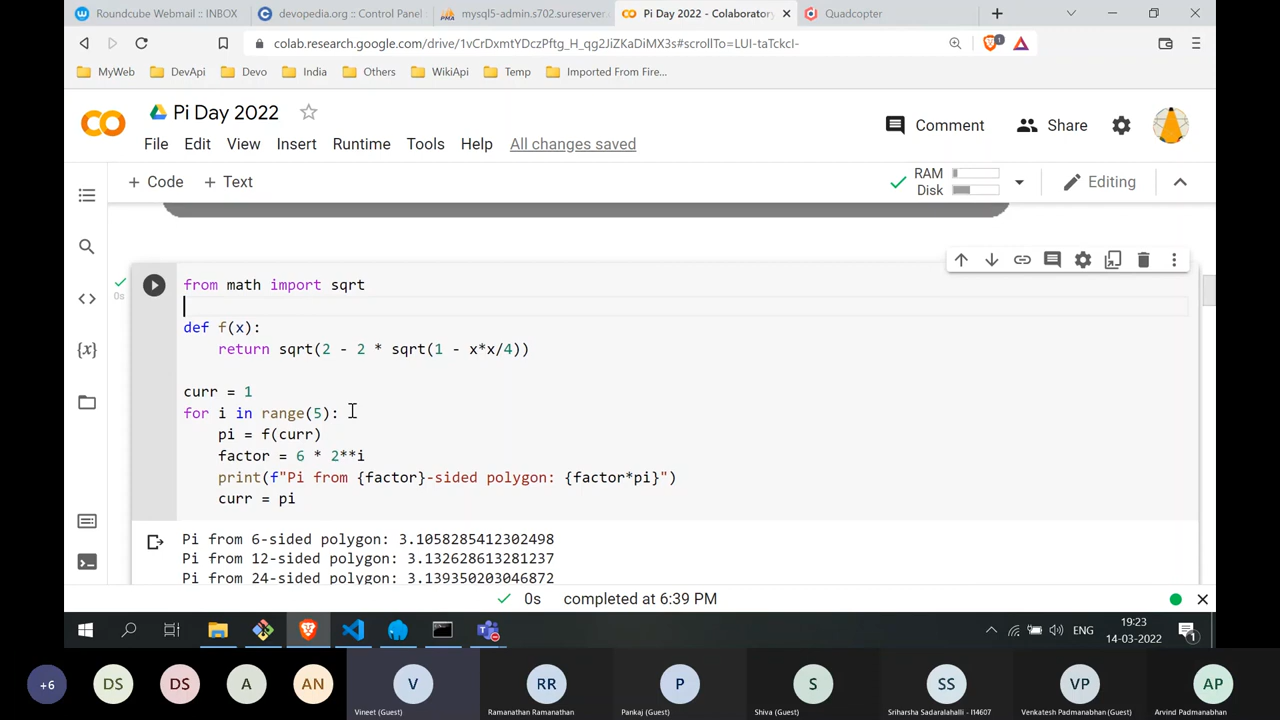 Roundcube Webmail :: INBOX
devopedia.org :: Control Panel
mysql5-admin.s702.sureserver.
Pi Day 2022 - Colaboratory
Quadcopter
colab.research.google.com/drive/1vCrDxmtYDczPftg_H_qg2JiZKaDiMX3s#scrollTo=LUI-taTckcI-
1
MyWeb
DevApi
Devo
India
Others
WikiApi
Temp
Imported From Fire...
Pi Day 2022
Comment
Share
File Edit View Insert Runtime Tools Help All changes saved
+ Code + Text
RAM
Disk
Editing
0s
from math import sqrt
def f(x):
    return sqrt(2 - 2 * sqrt(1 - x*x/4))
curr = 1
for i in range(5):
    pi = f(curr)
    factor = 6 * 2**i
    print(f"Pi from {factor}-sided polygon: {factor*pi}")
    curr = pi
Pi from 6-sided polygon: 3.1058285412302498
Pi from 12-sided polygon: 3.132628613281237
Pi from 24-sided polygon: 3.139350203046872
0s completed at 6:39 PM
ENG
19:23
14-03-2022
1
+6
DS
DS
A
AN
V
RR
P
S
SS
VP
AP
Vineet (Guest)
Ramanathan Ramanathan
Pankaj (Guest)
Shiva (Guest)
Sriharsha Sadaralahalli - I14607
Venkatesh Padmanabhan (Guest)
Arvind Padmanabhan